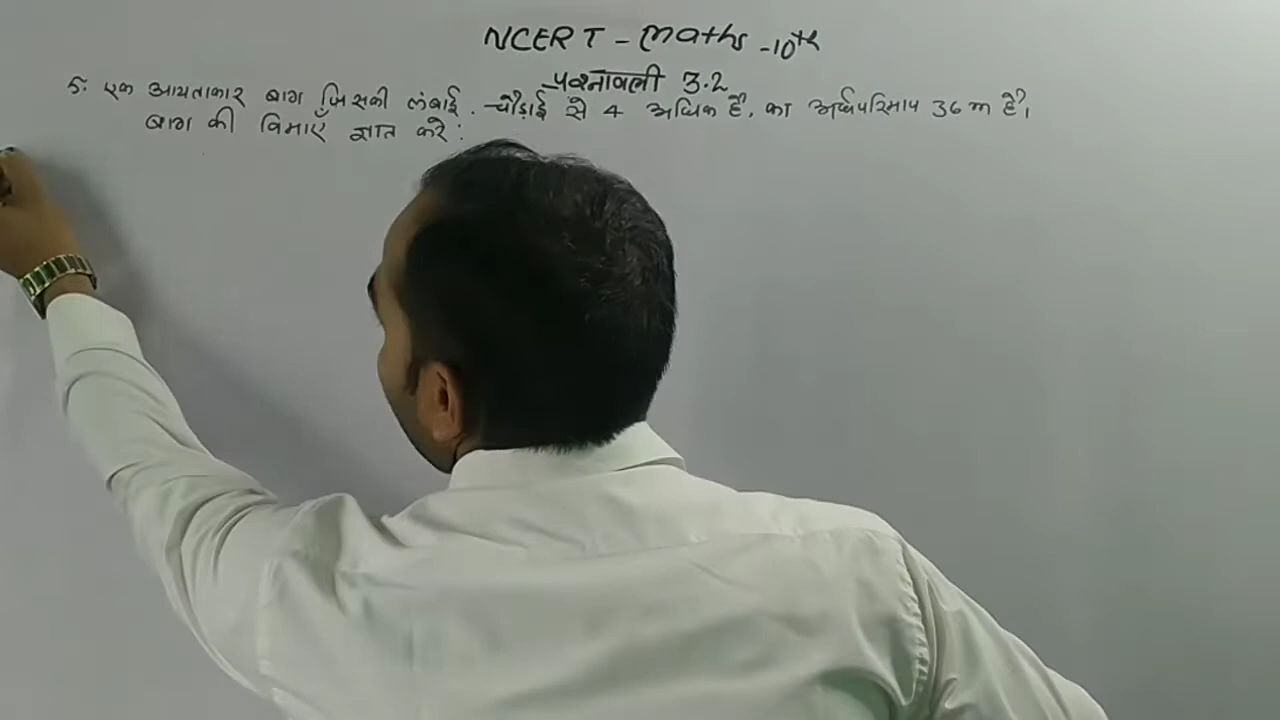 NCERT - Maths - 10th
प्रश्नावली 3.2
5. एक आयताकार बाग जिसकी लंबाई, चौड़ाई से 4 अधिक है, का अर्धपरिमाप 36 m है।
बाग की विमाएँ ज्ञात करे: